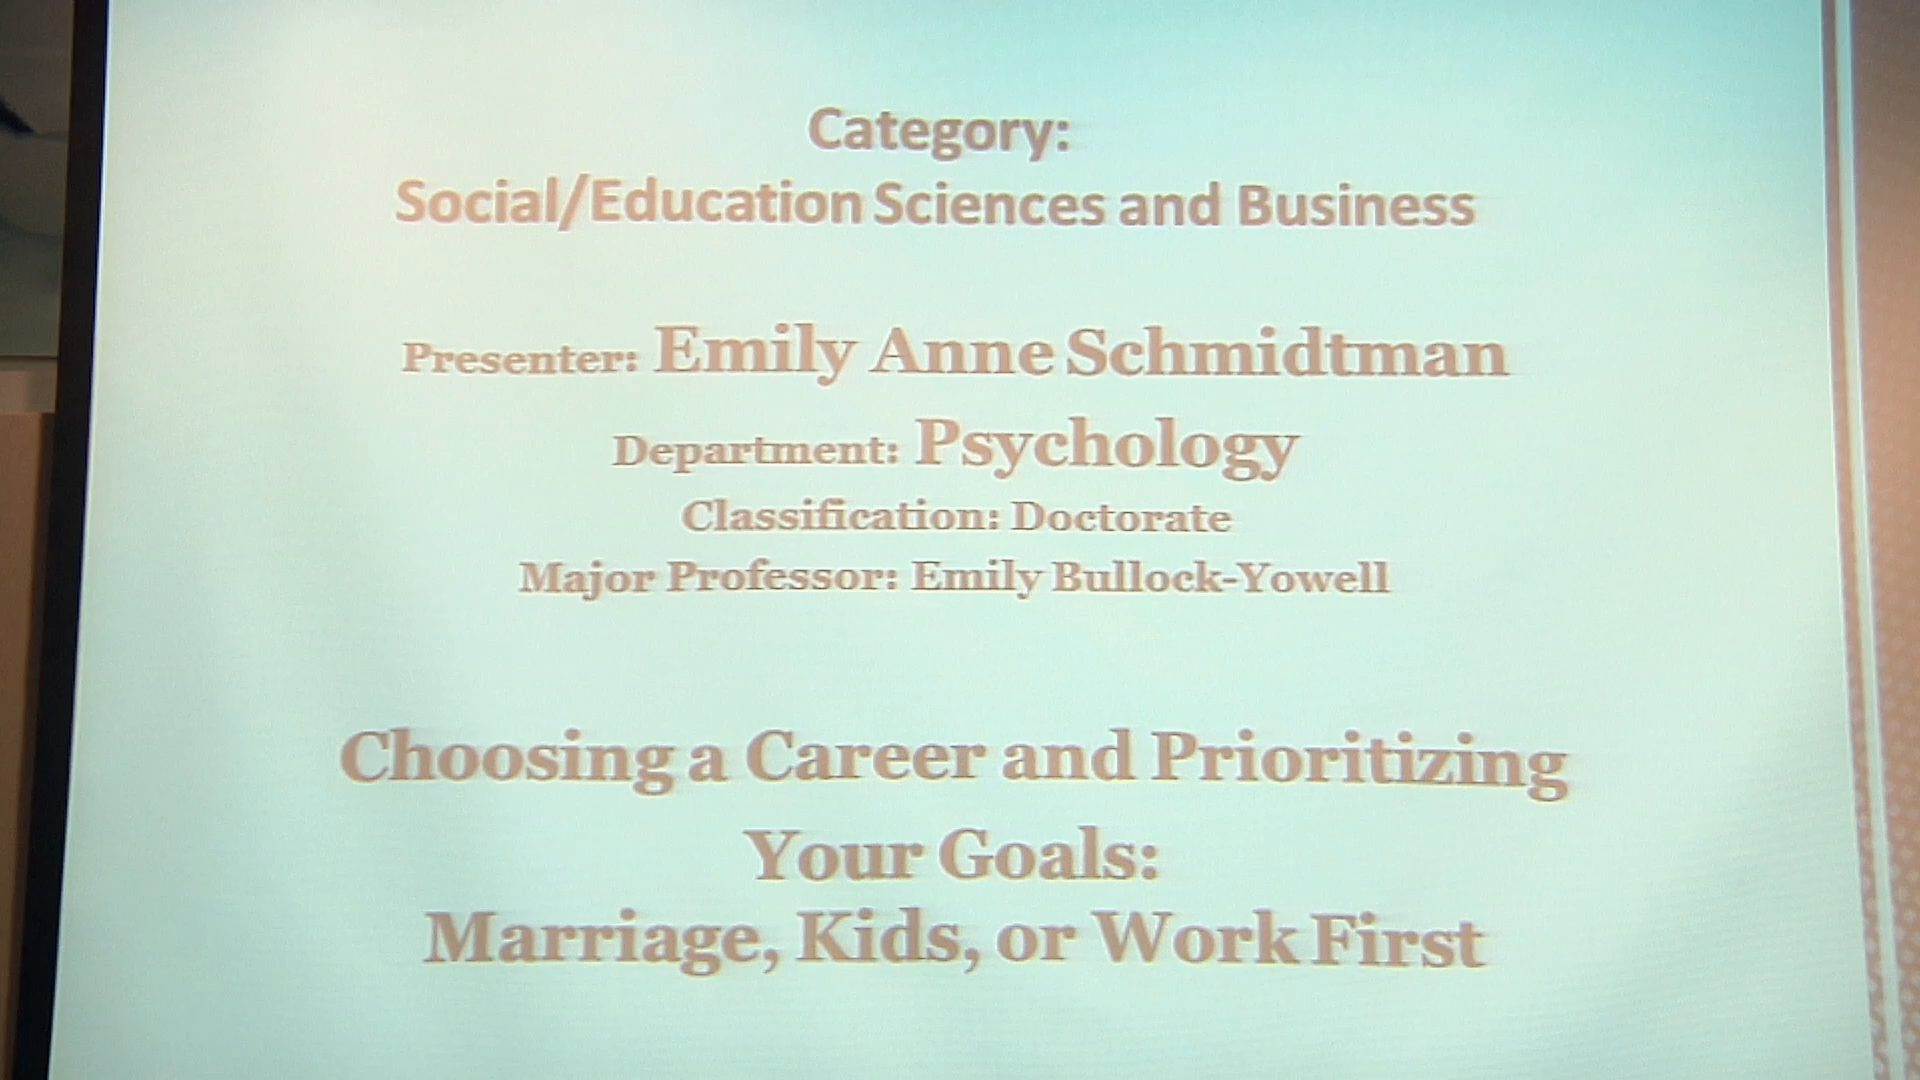 Category:
Social/Education Sciences and Business
Presenter: Emily Anne Schmidtman
Department: Psychology
Classification: Doctorate
Major Professor: Emily Bullock-Yowell
Choosing a Career and Prioritizing
Your Goals:
Marriage, Kids, or Work First